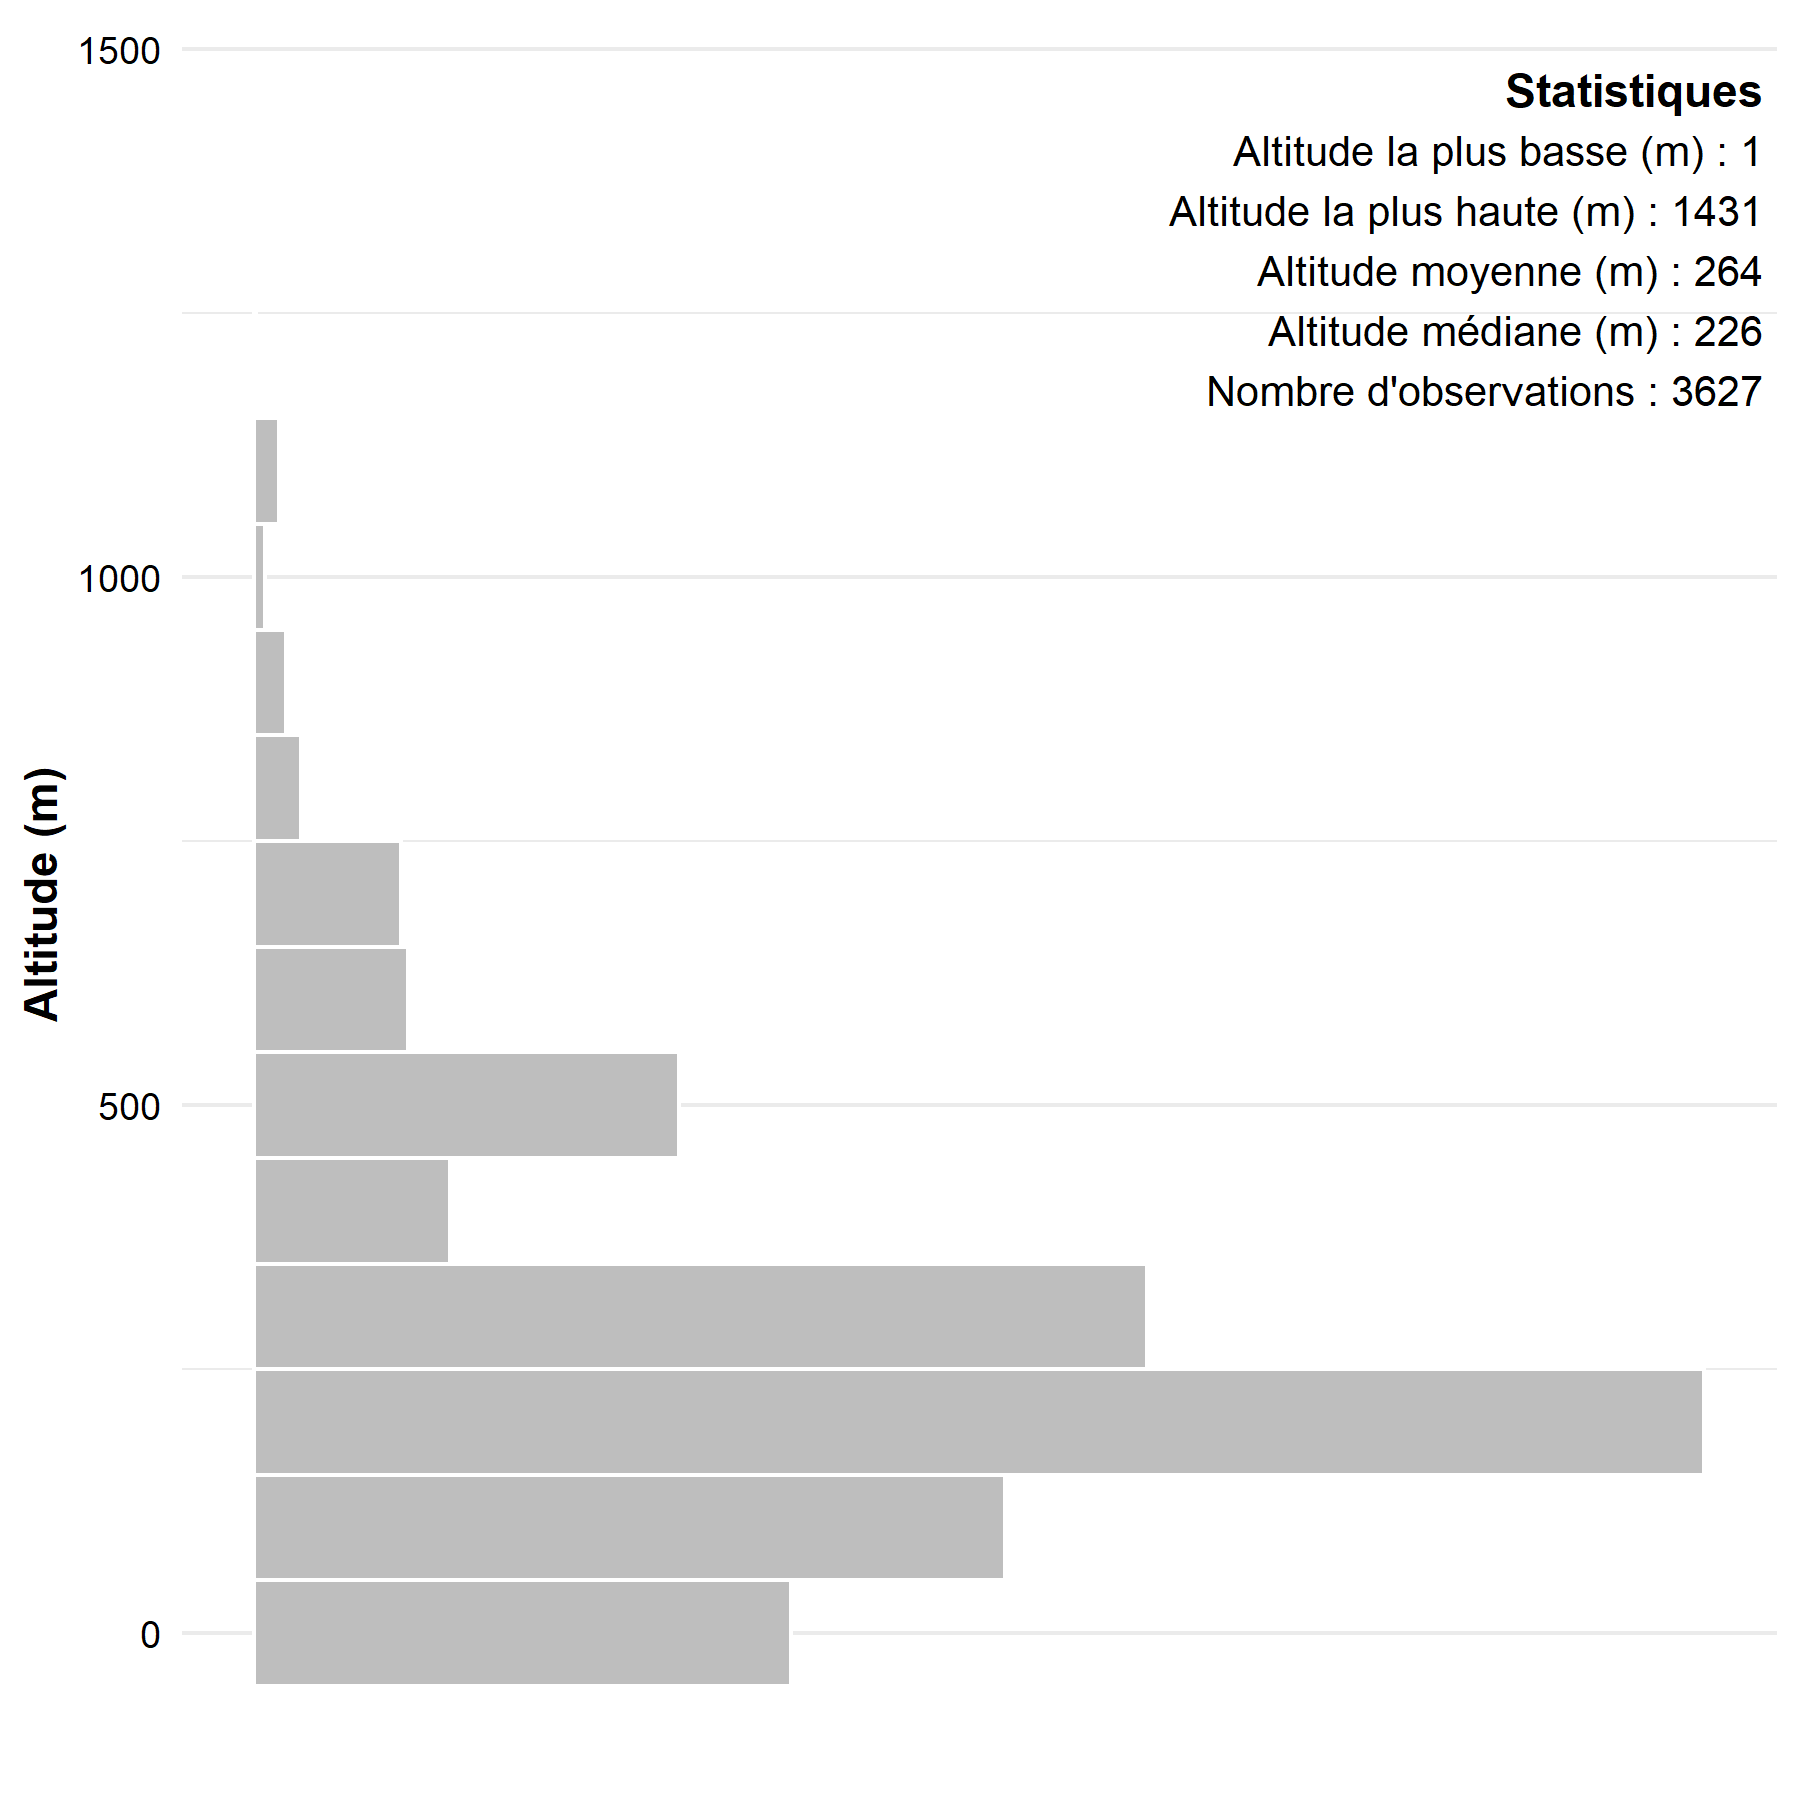 1500
Statistiques
Altitude la plus basse (m) : 1
Altitude la plus haute (m) : 1431
Altitude moyenne (m) : 264
Altitude médiane (m) : 226
Nombre d'observations : 3627
1000
Altitude (m)
500
0